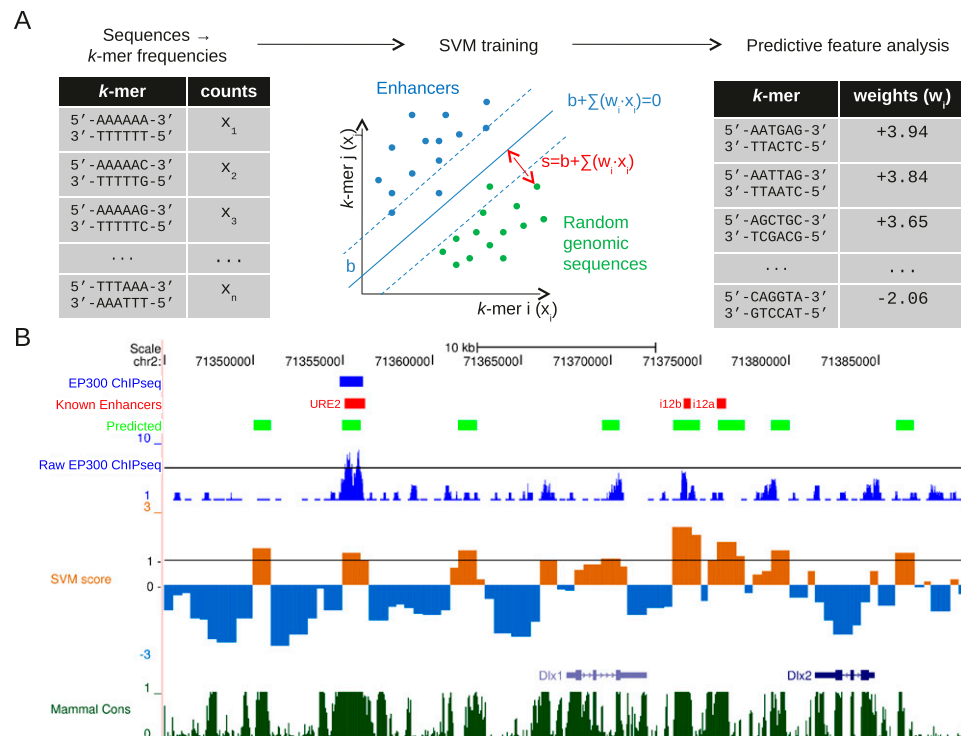 A
Sequences →
k-mer frequencies
SVM training
Predictive feature analysis
k-mer counts
5’-AAAAAA-3’
3’-TTTTTT-5’
x1
5’-AAAAAC-3’
3’-TTTTTG-5’
x2
5’-AAAAAG-3’
3’-TTTTTC-5’
x3
... ...
5’-TTTAAA-3’
3’-AAATTT-5’
xn
Enhancers
b+∑(wi·xi)=0
s=b+∑(wi·xi)
Random
genomic
sequences
b
k-mer j (xj)
k-mer i (xi)
k-mer weights (wi)
5’-AATGAG-3’
3’-TTACTC-5’
+3.94
5’-AATTAG-3’
3’-TTAATC-5’
+3.84
5’-AGCTGC-3’
3’-TCGACG-5’
+3.65
... ...
5’-CAGGTA-3’
3’-GTCCAT-5’
-2.06
B
Scale
10 kb
chr2:
71350000
71355000
71360000
71365000
71370000
71375000
71380000
71385000
EP300 ChIPseq
Known Enhancers
URE2
i12b
i12a
Predicted
10
Raw EP300 ChIPseq
1
3
1
SVM score
0
-3
Dlx1
Dlx2
1
Mammal Cons
0